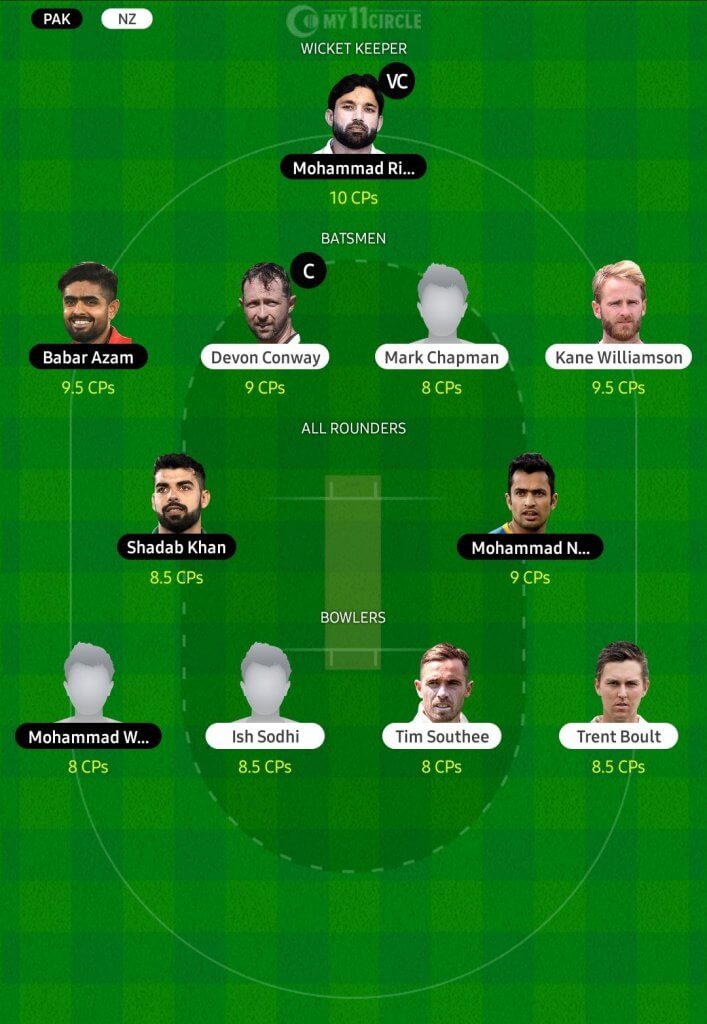 PAK NZ
MY11CIRCLE
WICKET KEEPER
VC
Mohammad Ri...
10 CPs
BATSMEN
C
Babar Azam Devon Conway Mark Chapman Kane Williamson
9.5 CPs 9 CPs 8 CPs 9.5 CPs
ALL ROUNDERS
Shadab Khan Mohammad N...
8.5 CPs 9 CPs
BOWLERS
Mohammad W... Ish Sodhi Tim Southee Trent Boult
8 CPs 8.5 CPs 8 CPs 8.5 CPs